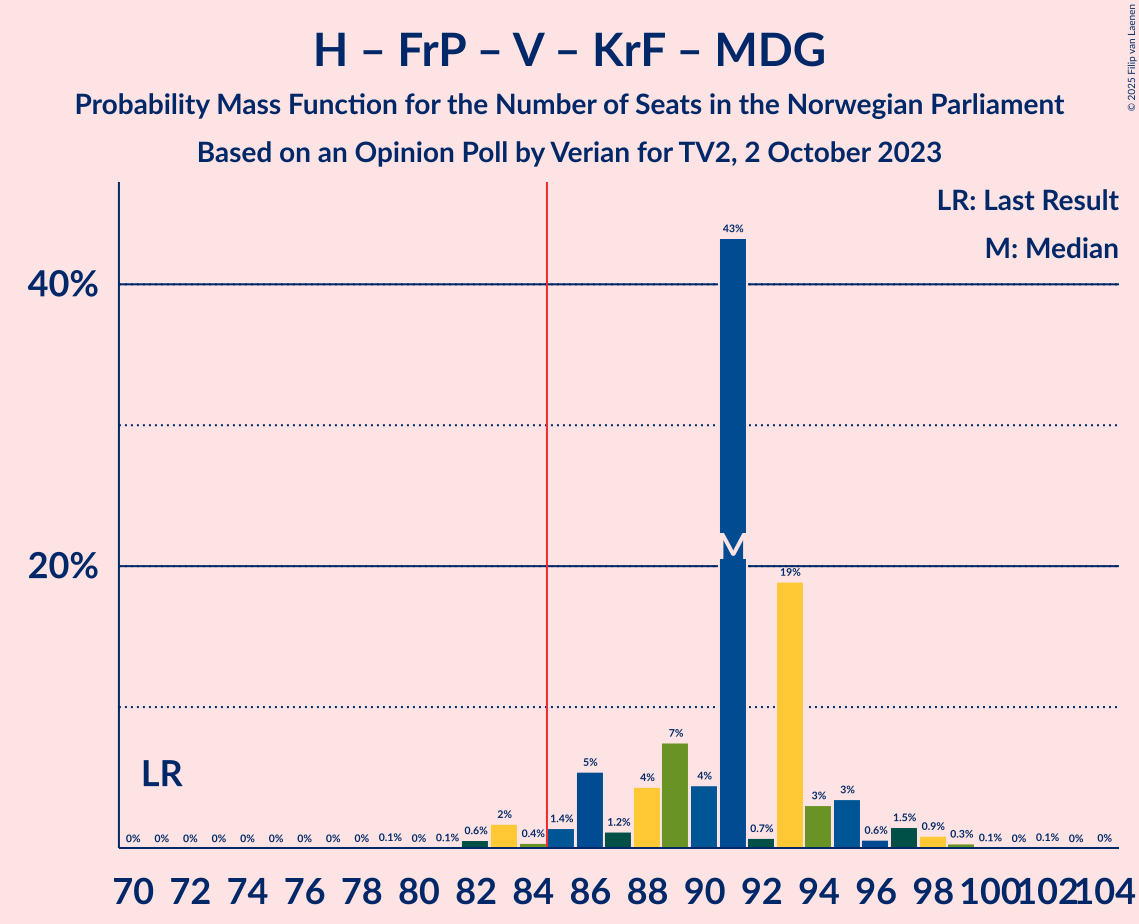 H – FrP – V – KrF – MDG
Probability Mass Function for the Number of Seats in the Norwegian Parliament
Based on an Opinion Poll by Verian for TV2, 2 October 2023
© 2025 Filip van Laenen
LR: Last Result
M: Median
43%
40%
M
20%
19%
7%
5%
4% 4%
3% 3%
LR
2% 1.4% 1.2% 1.5%
0% 0% 0% 0% 0% 0% 0% 0% 0% 0.1% 0% 0.1% 0.6% 0.4% 0.7% 0.6% 0.9% 0.3% 0.1% 0% 0.1% 0% 0%
70 72 74 76 78 80 82 84 86 88 90 92 94 96 98 100 102 104